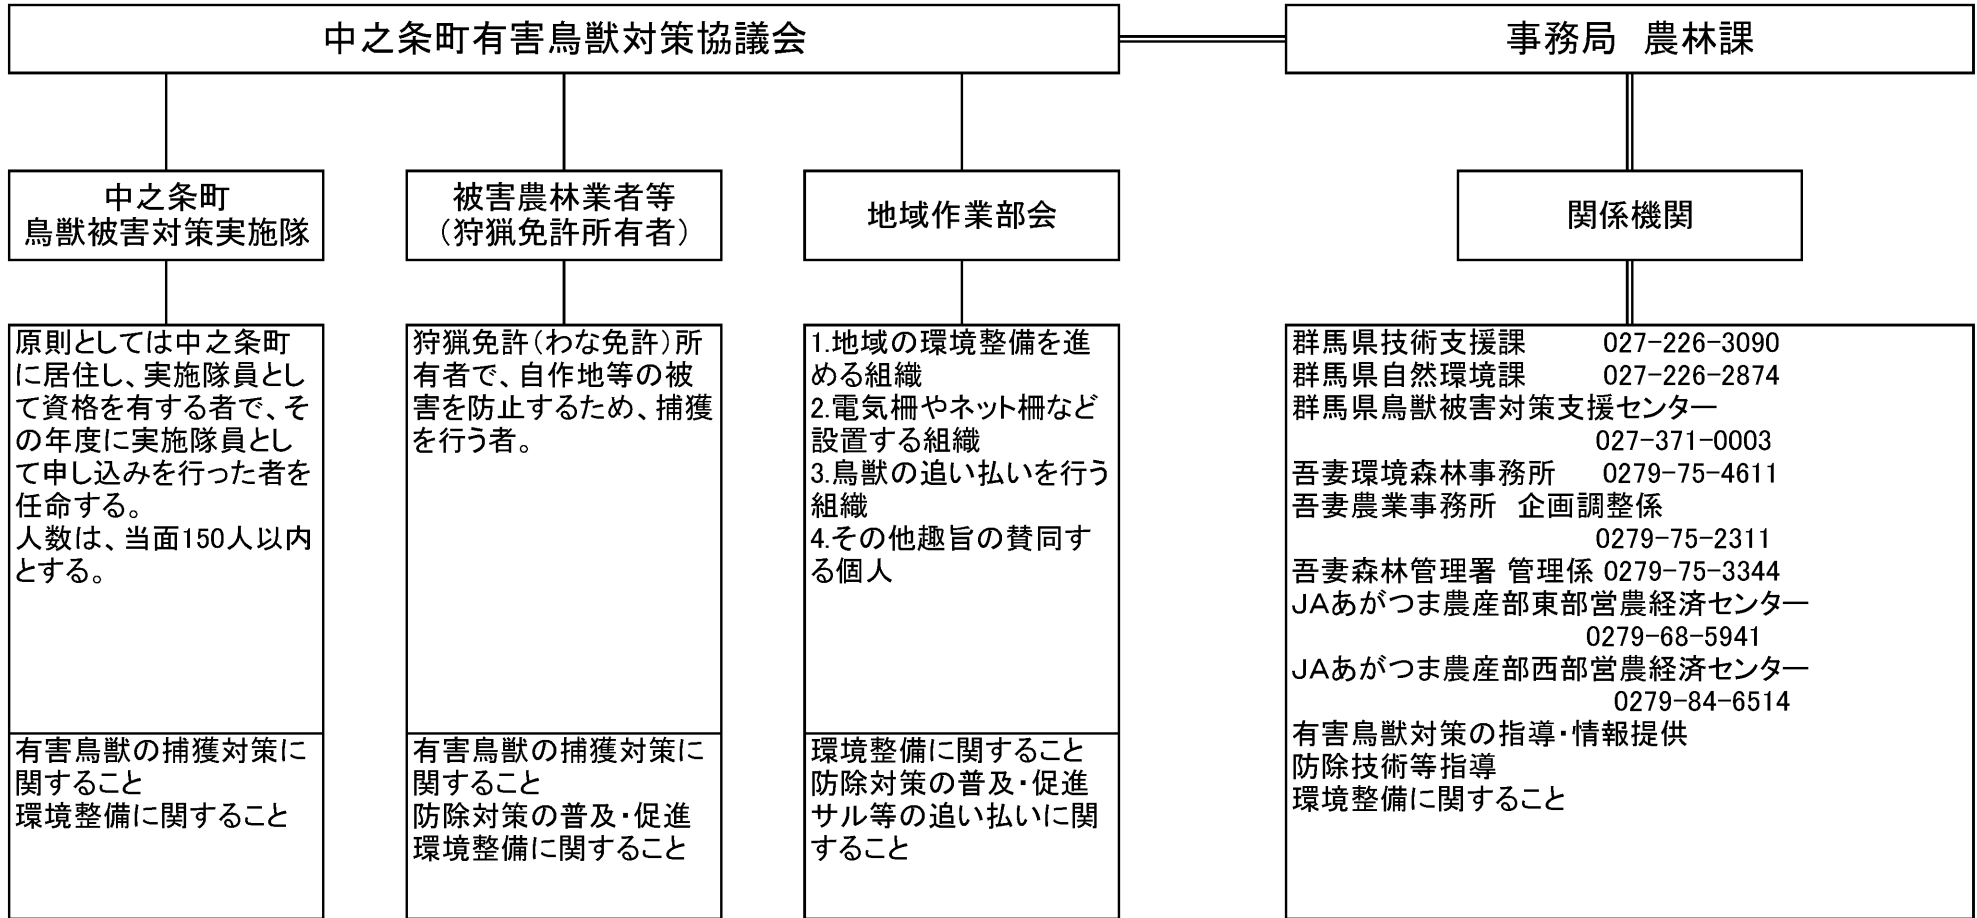 中之条町有害鳥獣対策協議会
事務局　農林課
中之条町
鳥獣被害対策実施隊
被害農林業者等
（狩猟免許所有者）
地域作業部会
関係機関
原則としては中之条町
に居住し、実施隊員とし
て資格を有する者で、そ
の年度に実施隊員とし
て申し込みを行った者を
任命する。
人数は、当面150人以内
とする。
狩猟免許（わな免許）所
有者で、自作地等の被
害を防止するため、捕獲
を行う者。
1.地域の環境整備を進
める組織
2.電気柵やネット柵など
設置する組織
3.鳥獣の追い払いを行う
組織
4.その他趣旨の賛同す
る個人
群馬県技術支援課　　　027-226-3090
群馬県自然環境課　　　027-226-2874
群馬県鳥獣被害対策支援センター
027-371-0003
吾妻環境森林事務所　　0279-75-4611
吾妻農業事務所　企画調整係
0279-75-2311
吾妻森林管理署 管理係 0279-75-3344
JAあがつま農産部東部営農経済センター
0279-68-5941
JAあがつま農産部西部営農経済センター
0279-84-6514
有害鳥獣対策の指導・情報提供
防除技術等指導
環境整備に関すること
有害鳥獣の捕獲対策に
関すること
環境整備に関すること
有害鳥獣の捕獲対策に
関すること
防除対策の普及・促進
環境整備に関すること
環境整備に関すること
防除対策の普及・促進
サル等の追い払いに関
すること